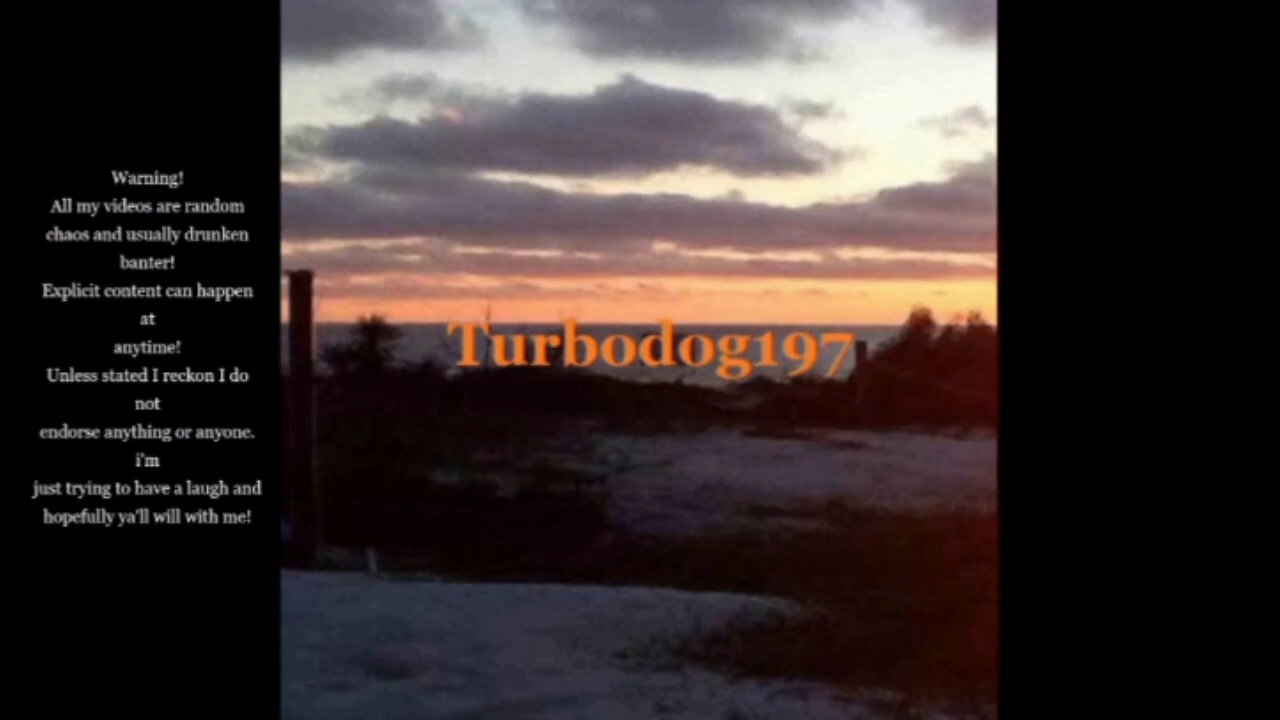 Warning!
All my videos are random
chaos and usually drunken
banter!
Explicit content can happen
at
anytime!
Unless stated I reckon I do
not
endorse anything or anyone.
i'm
just trying to have a laugh and
hopefully ya'll will with me!
Turbodog197